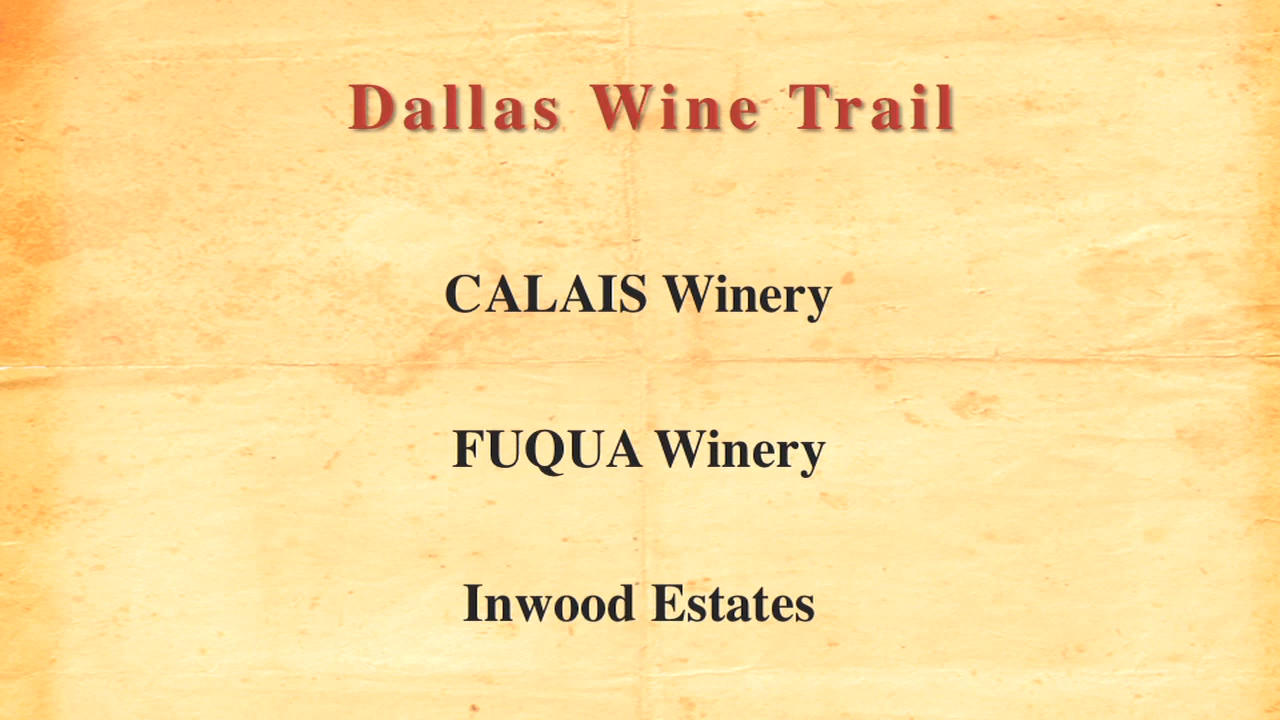 Dallas Wine Trail
CALAIS Winery
FUQUA Winery
Inwood Estates